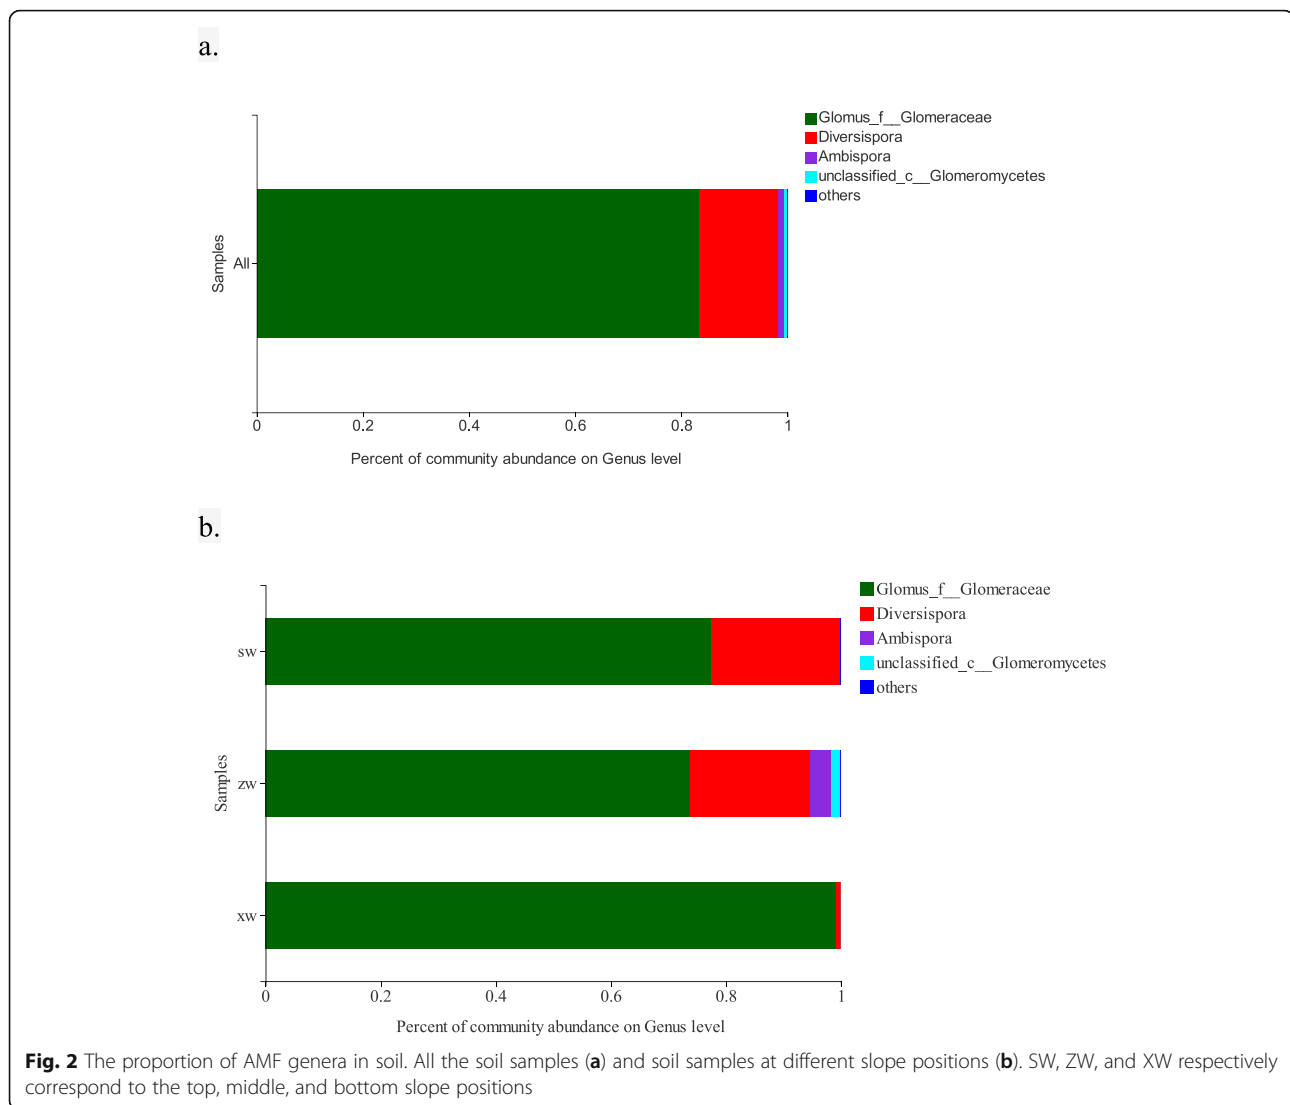 a.
Glomus_f__Glomeraceae
Diversispora
Ambispora
unclassified_c__Glomeromycetes
others
Samples
All
0 0.2 0.4 0.6 0.8 1
Percent of community abundance on Genus level
b.
Glomus_f__Glomeraceae
Diversispora
Ambispora
unclassified_c__Glomeromycetes
others
Samples
sw
zw
xw
0 0.2 0.4 0.6 0.8 1
Percent of community abundance on Genus level
Fig. 2 The proportion of AMF genera in soil. All the soil samples (a) and soil samples at different slope positions (b). SW, ZW, and XW respectively
correspond to the top, middle, and bottom slope positions